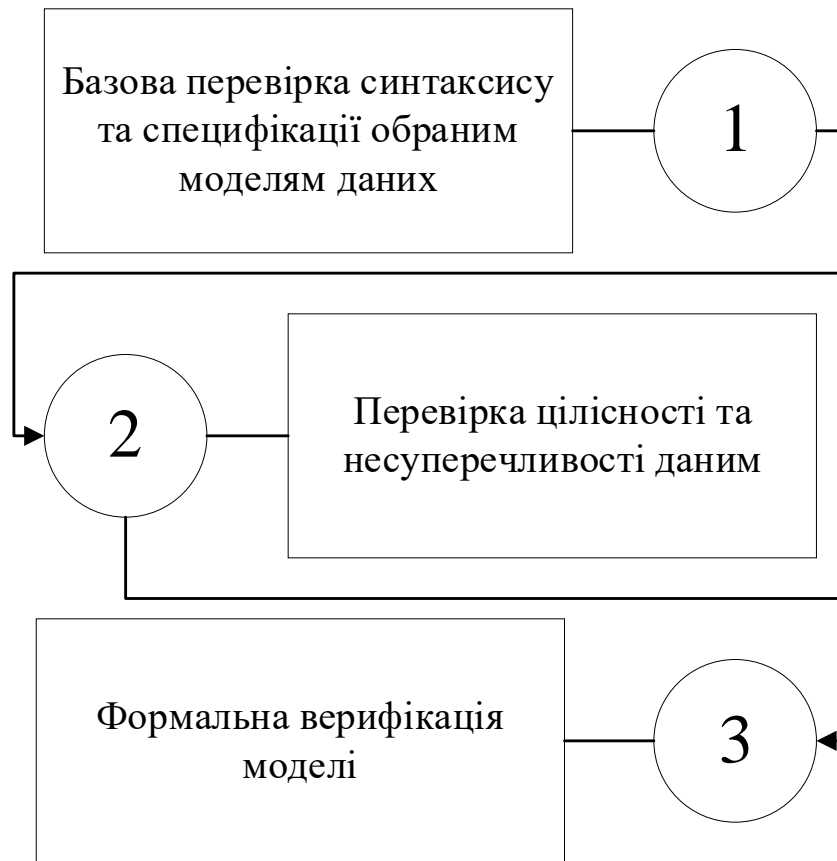 Базова перевірка синтаксису
та специфікації обраним
моделям даних
1
2
Перевірка цілісності та
несуперечливості даним
Формальна верифікація
моделі
3